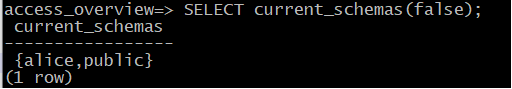 access_overview=> SELECT current_schemas(false);
 current_schemas
-----------------
 {alice,public}
(1 row)